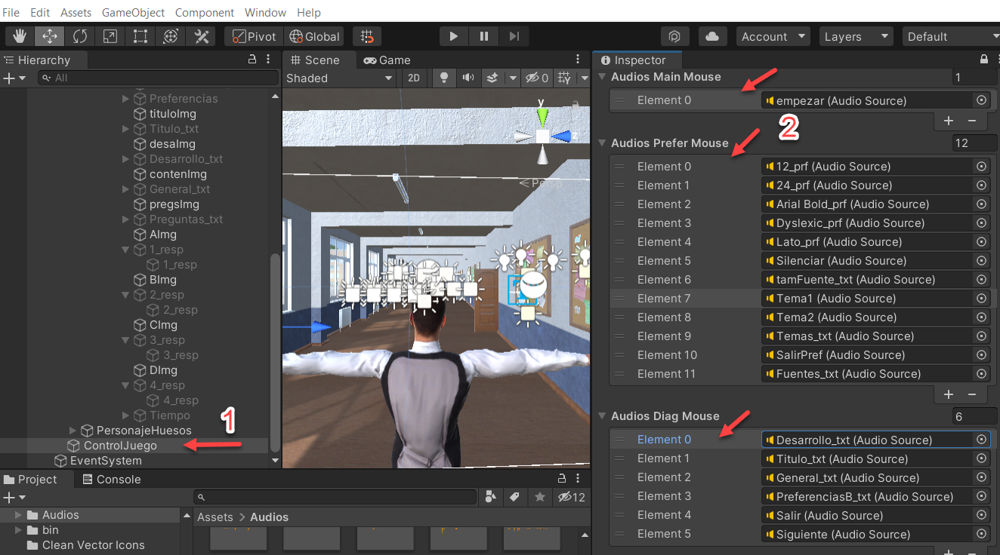 File Edit Assets GameObject Component Window Help
Pivot Global Account Layers Default
Hierarchy
All
Preferencias
tituloImg
Titulo_txt
desaImg
Desarrollo_txt
contenImg
General_txt
pregsImg
Preguntas_txt
AImg
1_resp
1_resp
BImg
2_resp
2_resp
CImg
3_resp
3_resp
DImg
4_resp
4_resp
Tiempo
PersonajeHuesos
1
ControlJuego
EventSystem
Scene Game
Shaded 2D 0
y
z
Persp
Inspector
Audios Main Mouse 1
Element 0 empezar (Audio Source)
2
Audios Prefer Mouse 12
Element 0 12_prf (Audio Source)
Element 1 24_prf (Audio Source)
Element 2 Arial Bold_prf (Audio Source)
Element 3 Dyslexic_prf (Audio Source)
Element 4 Lato_prf (Audio Source)
Element 5 Silenciar (Audio Source)
Element 6 tamFuente_txt (Audio Source)
Element 7 Tema1 (Audio Source)
Element 8 Tema2 (Audio Source)
Element 9 Temas_txt (Audio Source)
Element 10 SalirPref (Audio Source)
Element 11 Fuentes_txt (Audio Source)
Audios Diag Mouse 6
Element 0 Desarrollo_txt (Audio Source)
Element 1 Titulo_txt (Audio Source)
Element 2 General_txt (Audio Source)
Element 3 PreferenciasB_txt (Audio Source)
Element 4 Salir (Audio Source)
Element 5 Siguiente (Audio Source)
Project Console
12
Audios
bin
Clean Vector Icons
Assets > Audios